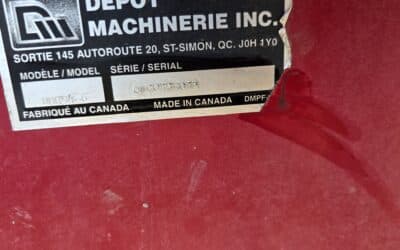 DÉPÔT
MACHINERIE INC.
SORTIE 145 AUTOROUTE 20, ST-SIMON, QC. J0H 1Y0
MODÈLE / MODEL SÉRIE / SERIAL
FABRIQUÉ AU CANADA MADE IN CANADA DMPF